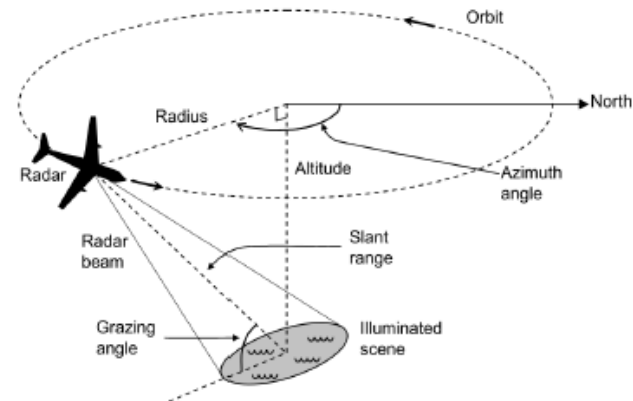 Orbit
North
Radius
Radar
Altitude
Azimuth
angle
Radar
beam
Slant
range
Grazing
angle
Illuminated
scene